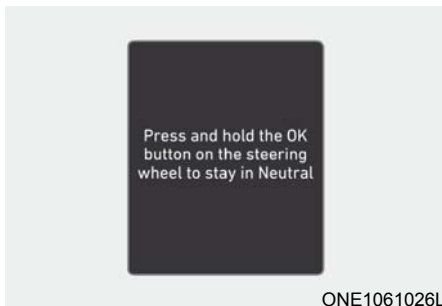 Press and hold the OK
button on the steering
wheel to stay in Neutral
ONE1061026L